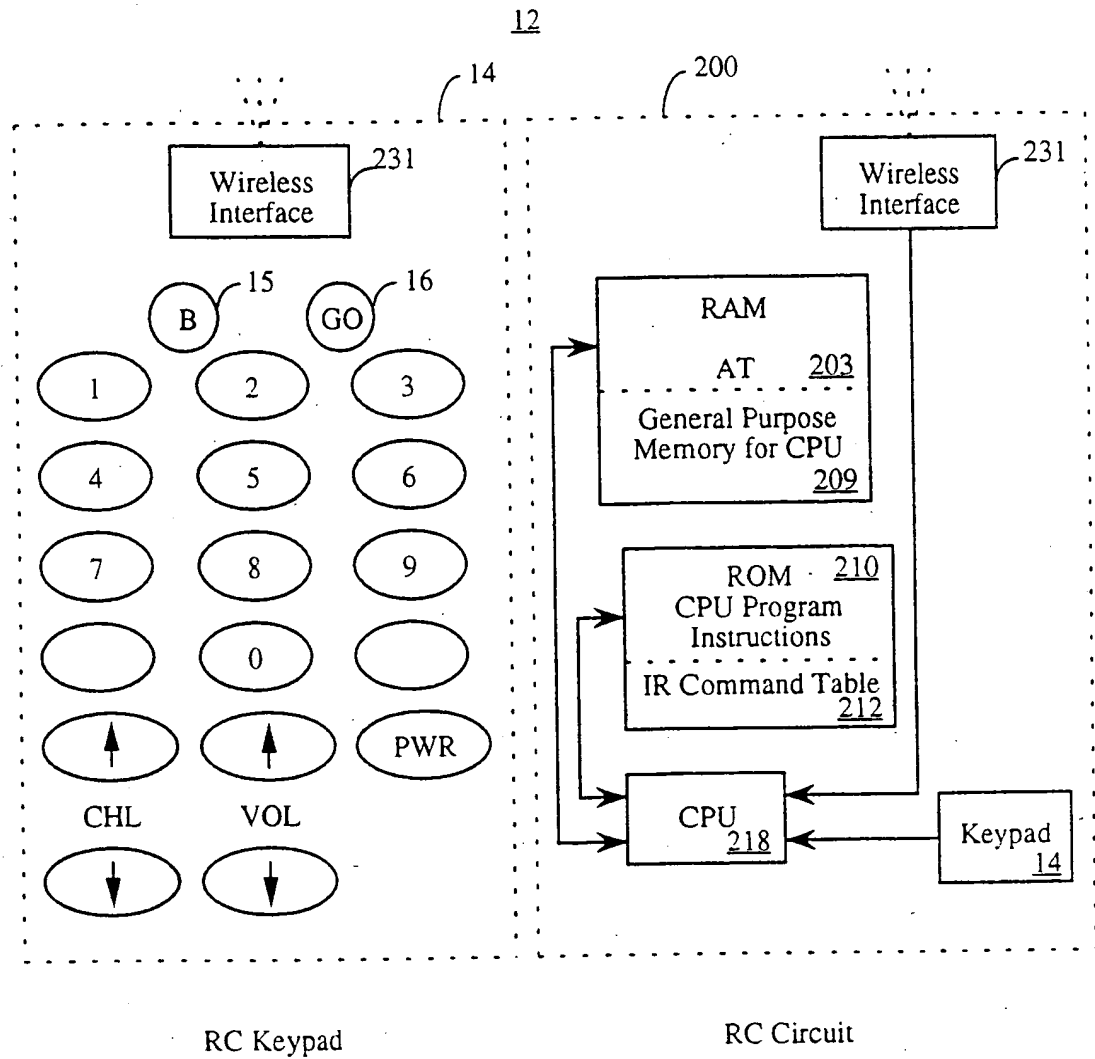 12
14
200
Wireless
Interface
231
Wireless
Interface
231
B
15
GO
16
1
2
3
4
5
6
7
8
9
0
PWR
CHL
VOL
RAM
AT 203
General Purpose
Memory for CPU
209
ROM 210
CPU Program
Instructions
IR Command Table
212
CPU
218
Keypad
14
RC Keypad
RC Circuit